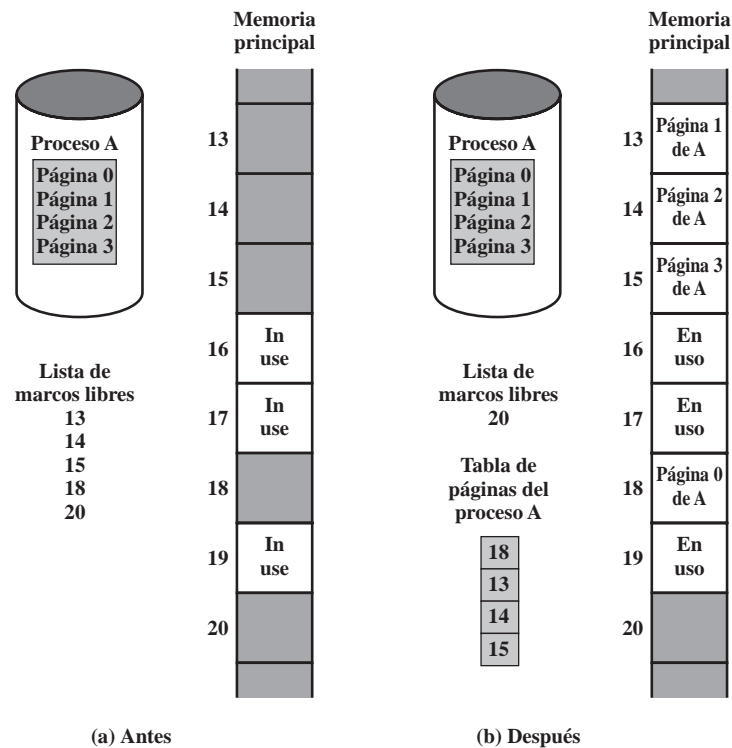 Memoria
principal
Proceso A
Página 0
Página 1
Página 2
Página 3
Lista de
marcos libres
13
14
15
18
20
13
14
15
16
In
use
17
In
use
18
19
In
use
20
(a) Antes
Memoria
principal
Proceso A
Página 0
Página 1
Página 2
Página 3
Lista de
marcos libres
20
Tabla de
páginas del
proceso A
18
13
14
15
13
Página 1
de A
14
Página 2
de A
15
Página 3
de A
16
En
uso
17
En
uso
18
Página 0
de A
19
En
uso
20
(b) Después